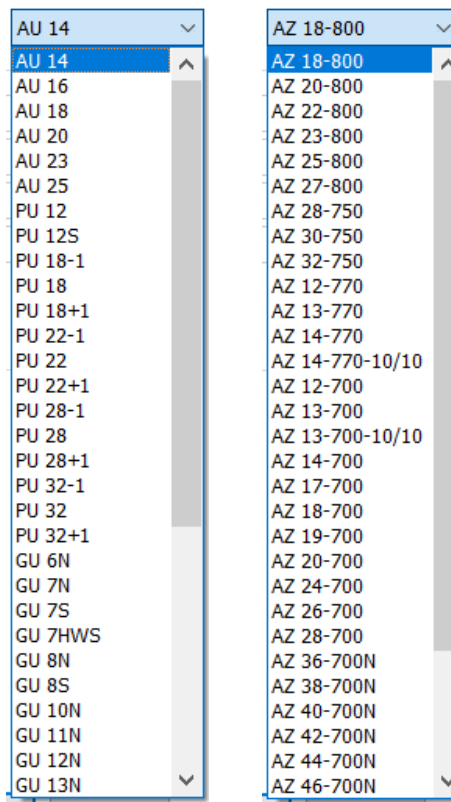 AU 14
AU 14
AU 16
AU 18
AU 20
AU 23
AU 25
PU 12
PU 12S
PU 18-1
PU 18
PU 18+1
PU 22-1
PU 22
PU 22+1
PU 28-1
PU 28
PU 28+1
PU 32-1
PU 32
PU 32+1
GU 6N
GU 7N
GU 7S
GU 7HWS
GU 8N
GU 8S
GU 10N
GU 11N
GU 12N
GU 13N
AZ 18-800
AZ 18-800
AZ 20-800
AZ 22-800
AZ 23-800
AZ 25-800
AZ 27-800
AZ 28-750
AZ 30-750
AZ 32-750
AZ 12-770
AZ 13-770
AZ 14-770
AZ 14-770-10/10
AZ 12-700
AZ 13-700
AZ 13-700-10/10
AZ 14-700
AZ 17-700
AZ 18-700
AZ 19-700
AZ 20-700
AZ 24-700
AZ 26-700
AZ 28-700
AZ 36-700N
AZ 38-700N
AZ 40-700N
AZ 42-700N
AZ 44-700N
AZ 46-700N